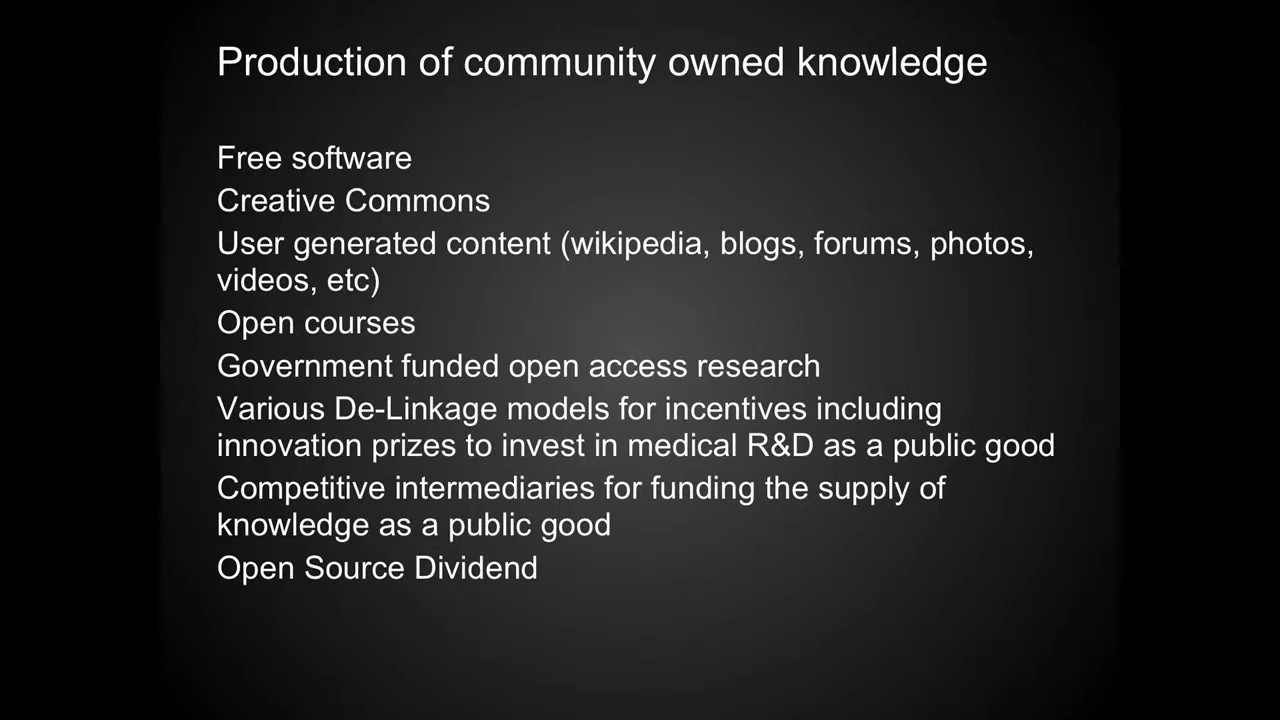 Production of community owned knowledge
Free software
Creative Commons
User generated content (wikipedia, blogs, forums, photos,
videos, etc)
Open courses
Government funded open access research
Various De-Linkage models for incentives including
innovation prizes to invest in medical R&D as a public good
Competitive intermediaries for funding the supply of
knowledge as a public good
Open Source Dividend